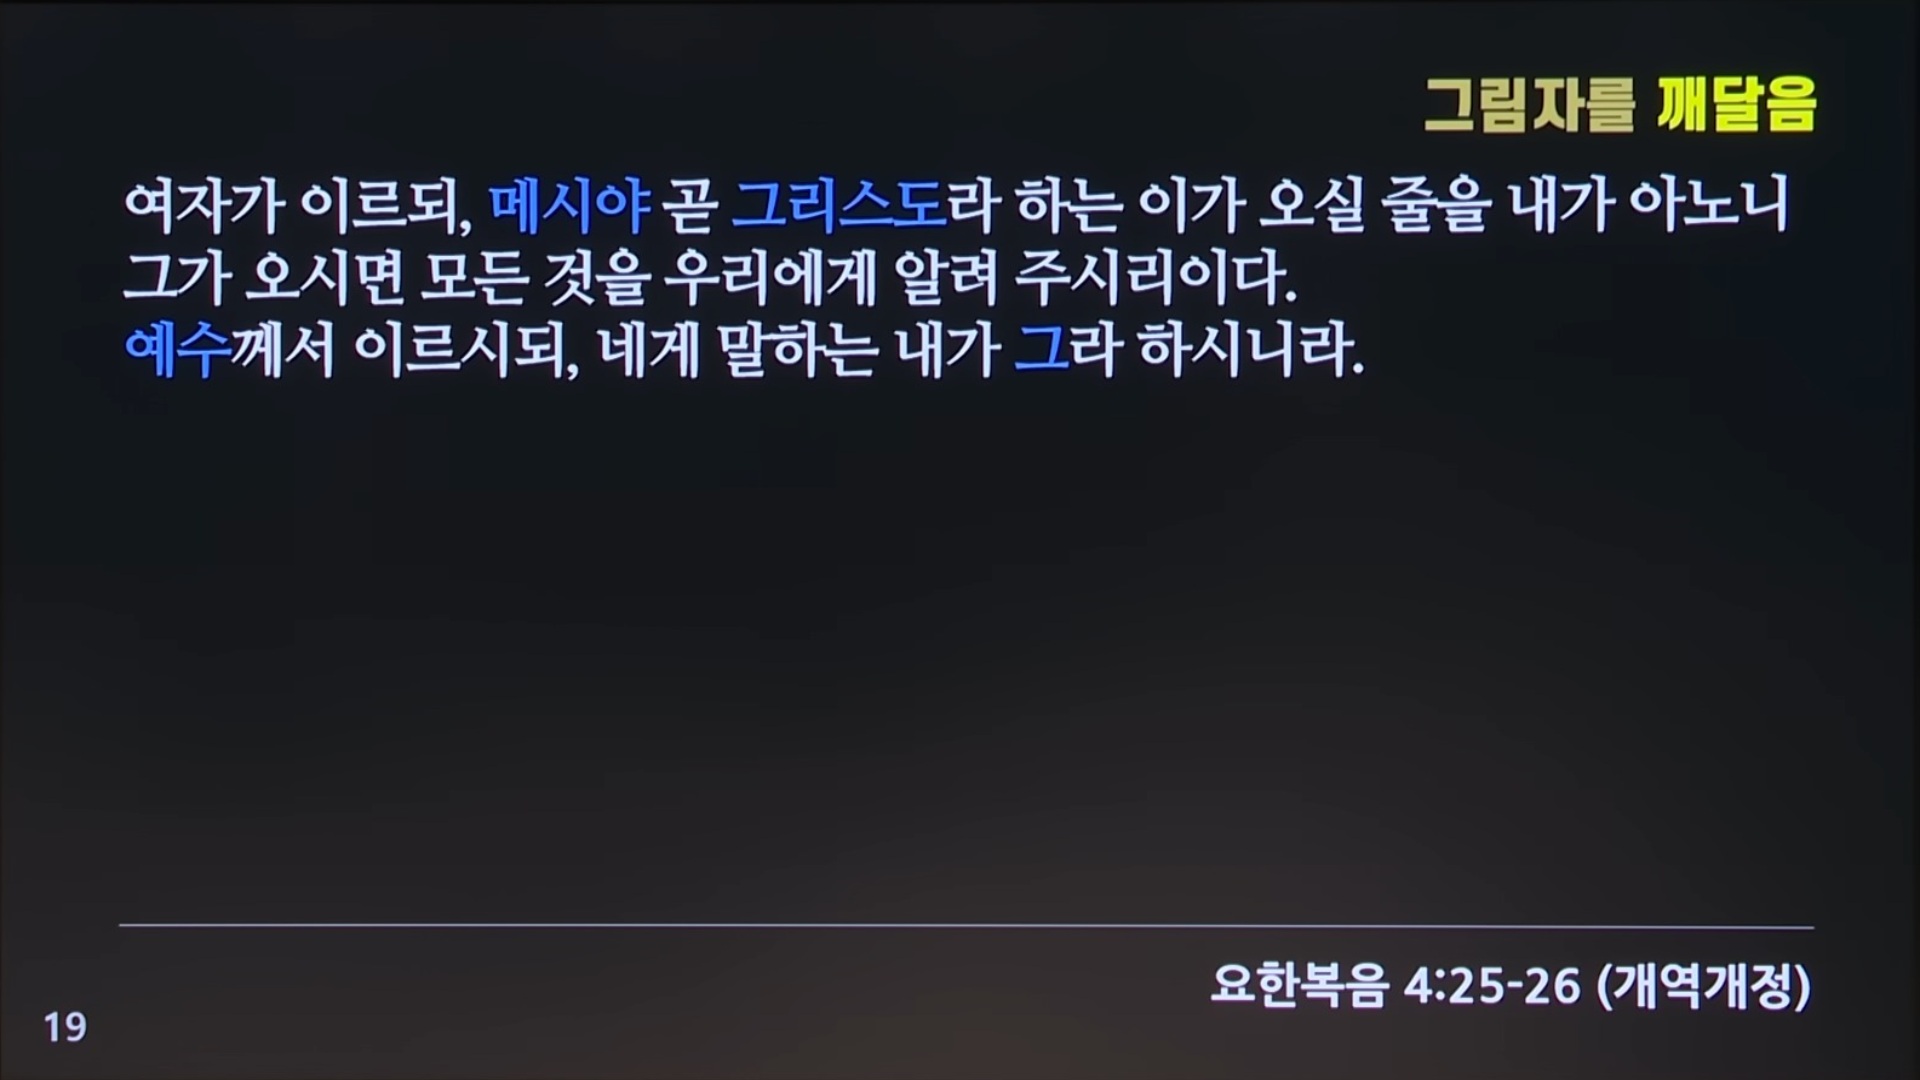 그림자를 깨달음
여자가 이르되, 메시야 곧 그리스도라 하는 이가 오실 줄을 내가 아노니
그가 오시면 모든 것을 우리에게 알려 주시리이다.
예수께서 이르시되, 네게 말하는 내가 그라 하시니라.
요한복음 4:25-26 (개역개정)
19